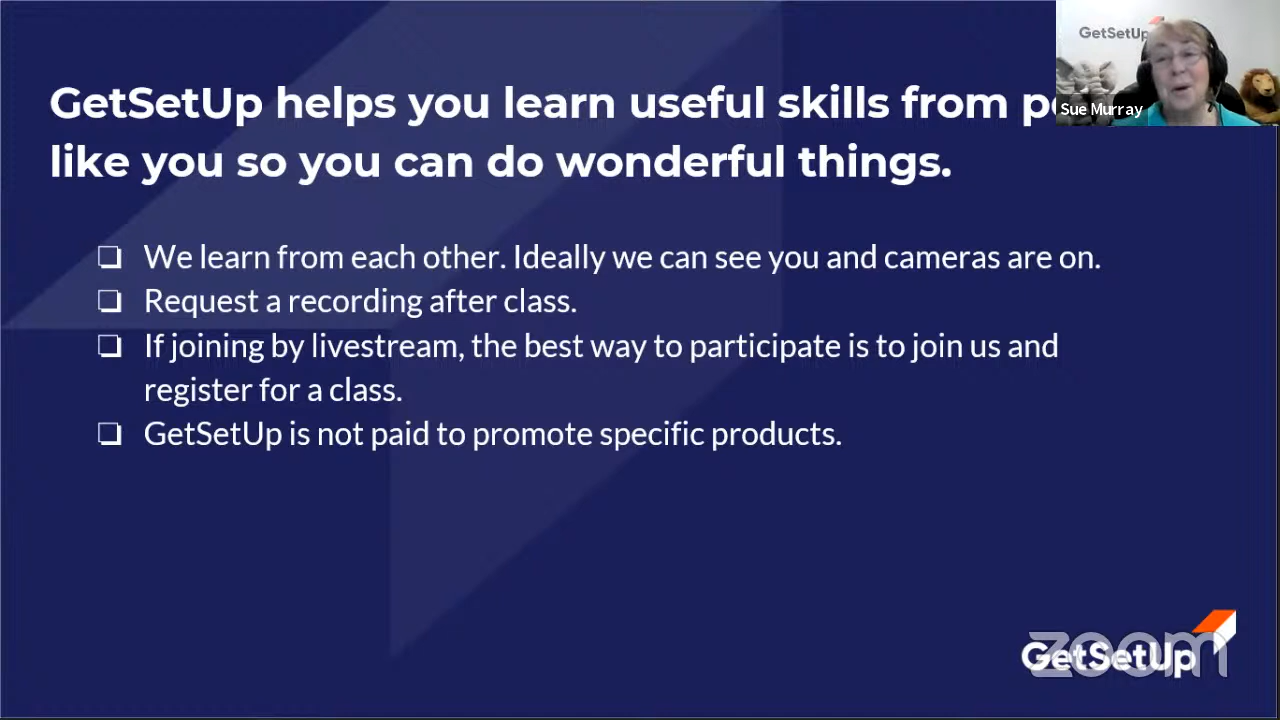 GetSetUp helps you learn useful skills from
like you so you can do wonderful things.
❏ We learn from each other. Ideally we can see you and cameras are on.
❏ Request a recording after class.
❏ If joining by livestream, the best way to participate is to join us and
register for a class.
❏ GetSetUp is not paid to promote specific products.
GetSetUp
Sue Murray
zoom
GetSetUp